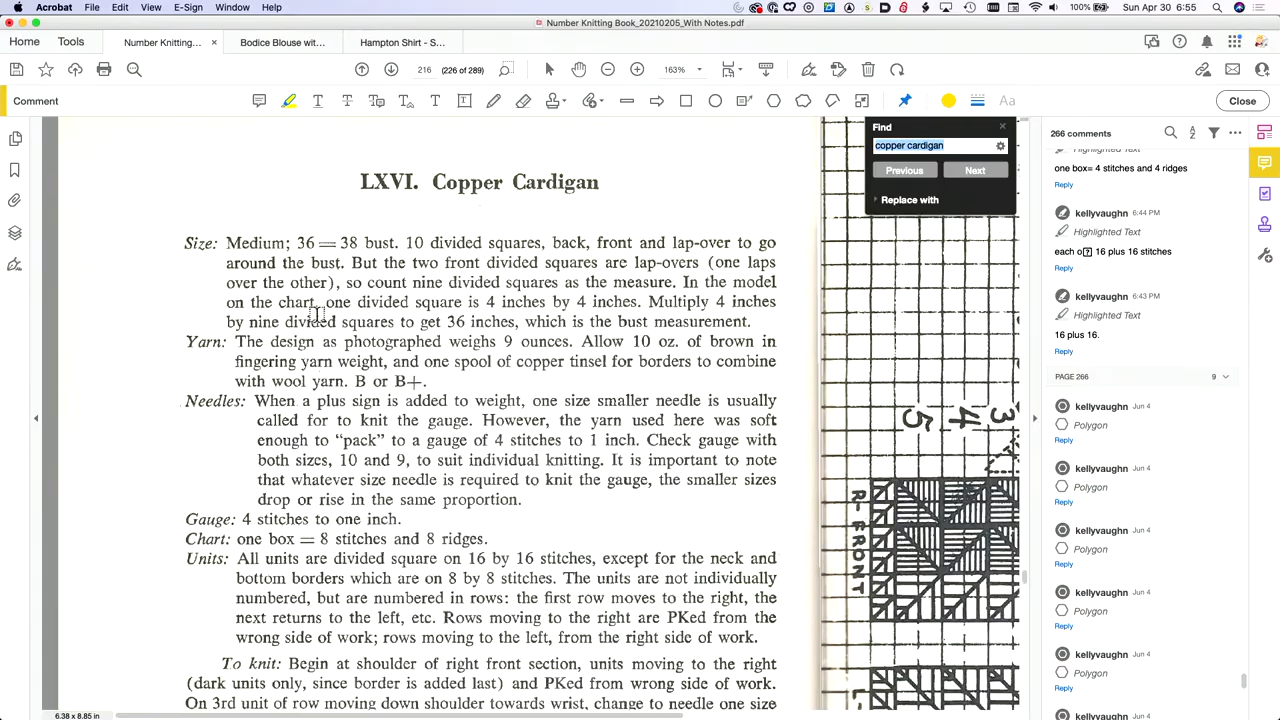 Acrobat File Edit View E-Sign Window Help
100% Sun Apr 30 6:55
Number Knitting Book_20210205_With Notes.pdf
Home Tools Number Knitting... × Bodice Blouse wit... Hampton Shirt - S...
216 (226 of 289) 163%
Comment
Close
Find
copper cardigan
Previous Next
Replace with
LXVI. Copper Cardigan
Size: Medium; 36 = 38 bust. 10 divided squares, back, front and lap-over to go
around the bust. But the two front divided squares are lap-overs (one laps
over the other), so count nine divided squares as the measure. In the model
on the chart, one divided square is 4 inches by 4 inches. Multiply 4 inches
by nine divided squares to get 36 inches, which is the bust measurement.
Yarn: The design as photographed weighs 9 ounces. Allow 10 oz. of brown in
fingering yarn weight, and one spool of copper tinsel for borders to combine
with wool yarn. B or B+.
Needles: When a plus sign is added to weight, one size smaller needle is usually
called for to knit the gauge. However, the yarn used here was soft
enough to "pack" to a gauge of 4 stitches to 1 inch. Check gauge with
both sizes, 10 and 9, to suit individual knitting. It is important to note
that whatever size needle is required to knit the gauge, the smaller sizes
drop or rise in the same proportion.
Gauge: 4 stitches to one inch.
Chart: one box = 8 stitches and 8 ridges.
Units: All units are divided square on 16 by 16 stitches, except for the neck and
bottom borders which are on 8 by 8 stitches. The units are not individually
numbered, but are numbered in rows: the first row moves to the right, the
next returns to the left, etc. Rows moving to the right are PKed from the
wrong side of work; rows moving to the left, from the right side of work.
To knit: Begin at shoulder of right front section, units moving to the right
(dark units only, since border is added last) and PKed from wrong side of work.
On 3rd unit of row moving down shoulder towards wrist, change to needle one size
6.38 x 8.85 in
5 4 3
R-FRONT
L-
266 comments
Highlighted Text
one box= 4 stitches and 4 ridges
Reply
kellyvaughn 6:44 PM
Highlighted Text
each o? 16 plus 16 stitches
Reply
kellyvaughn 6:43 PM
Highlighted Text
16 plus 16.
Reply
PAGE 266 9
kellyvaughn Jun 4
Polygon
Reply
kellyvaughn Jun 4
Polygon
Reply
kellyvaughn Jun 4
Polygon
Reply
kellyvaughn Jun 4
Polygon
Reply
kellyvaughn Jun 4
Polygon
Reply
kellyvaughn Jun 4